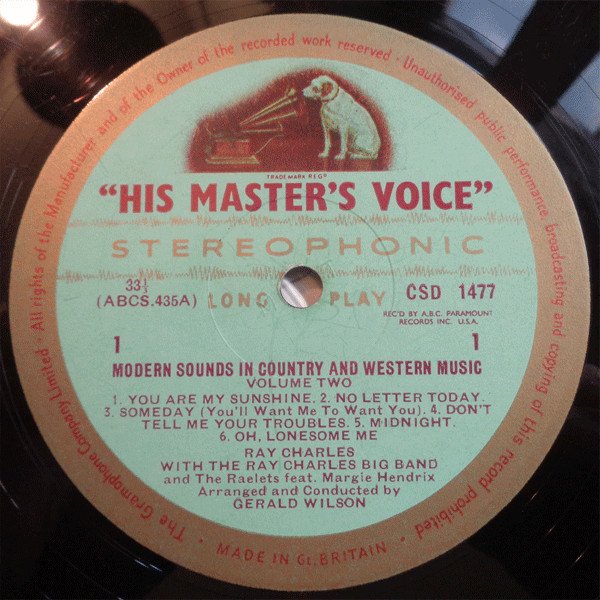 The Gramophone Company Limited · All rights of the Manufacturer and of the Owner of the recorded work reserved · Unauthorised public performance, broadcasting and copying of this record prohibited
TRADEMARK REGD
"HIS MASTER'S VOICE"
STEREOPHONIC
33⅓
(ABCS.435A)
LONG PLAY
CSD 1477
REC'D BY A.B.C. PARAMOUNT
RECORDS INC. U.S.A.
1 1
MODERN SOUNDS IN COUNTRY AND WESTERN MUSIC
VOLUME TWO
1. YOU ARE MY SUNSHINE. 2. NO LETTER TODAY.
3. SOMEDAY (You'll Want Me To Want You). 4. DON'T
TELL ME YOUR TROUBLES. 5. MIDNIGHT.
6. OH, LONESOME ME
RAY CHARLES
WITH THE RAY CHARLES BIG BAND
and The Raelets feat. Margie Hendrix
Arranged and Conducted by
GERALD WILSON
· MADE IN Gt. BRITAIN ·